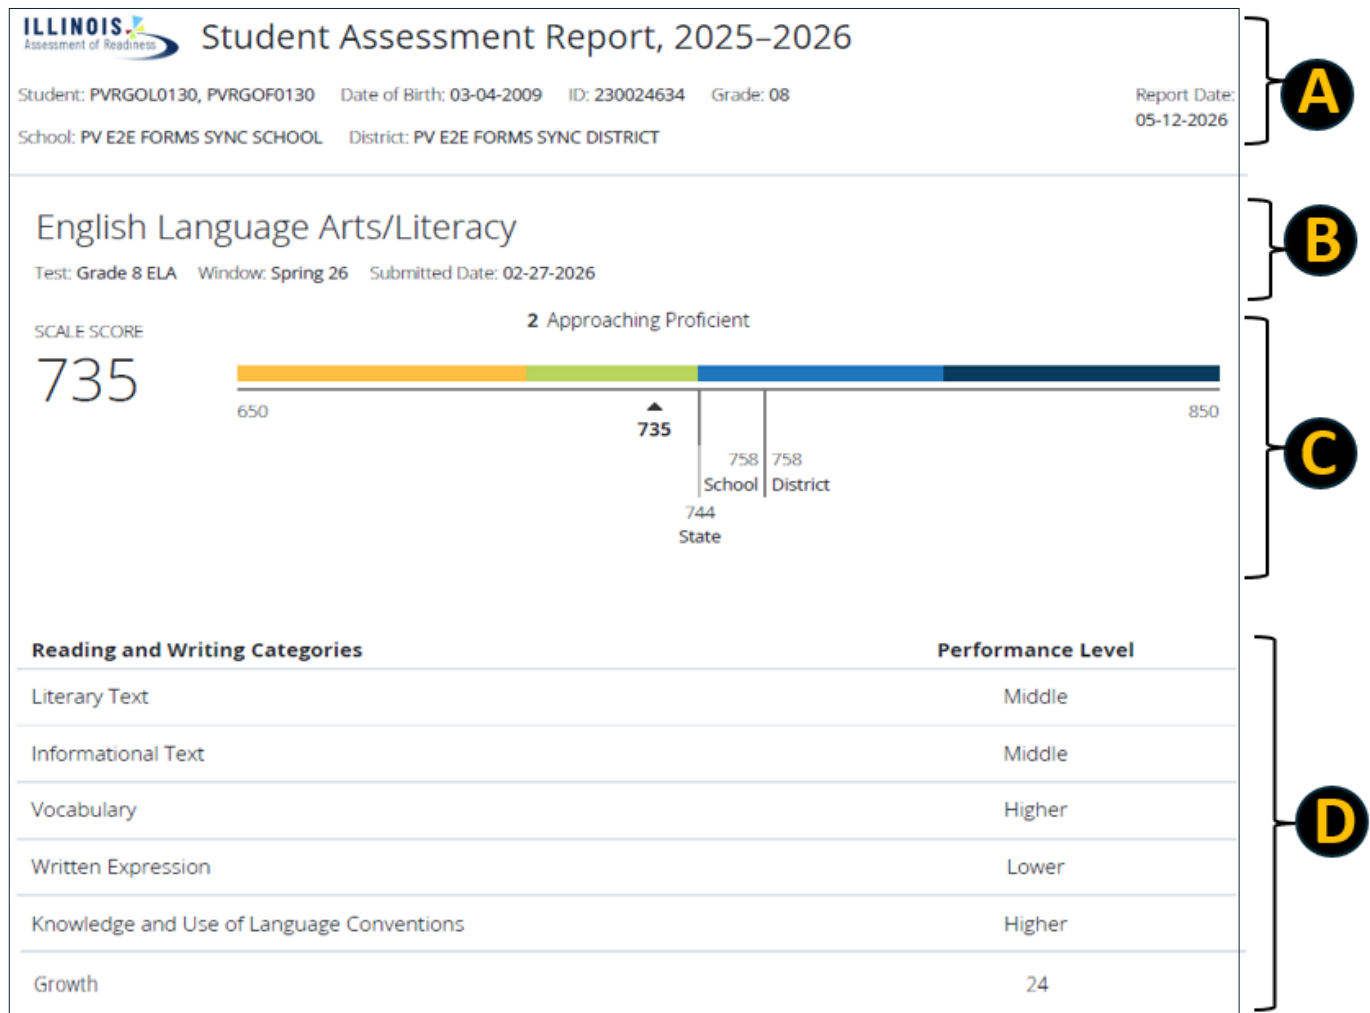 ILLINOIS
Assessment of Readiness
Student Assessment Report, 2025–2026
Student: PVRGOL0130, PVRGOF0130 Date of Birth: 03-04-2009 ID: 230024634 Grade: 08
Report Date:
05-12-2026
School: PV E2E FORMS SYNC SCHOOL District: PV E2E FORMS SYNC DISTRICT
A
English Language Arts/Literacy
Test: Grade 8 ELA Window: Spring 26 Submitted Date: 02-27-2026
B
SCALE SCORE
735
2 Approaching Proficient
650
850
735
758 758
School District
744
State
C
Reading and Writing Categories Performance Level
Literary Text Middle
Informational Text Middle
Vocabulary Higher
Written Expression Lower
Knowledge and Use of Language Conventions Higher
Growth 24
D